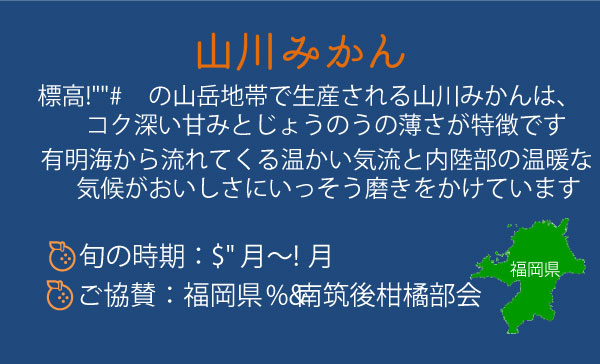 山川みかん
標高!""#　の山岳地帯で生産される山川みかんは、
コク深い甘みとじょうのうの薄さが特徴です
有明海から流れてくる温かい気流と内陸部の温暖な
気候がおいしさにいっそう磨きをかけています
旬の時期：$"月〜!月
ご協賛：福岡県%&南筑後柑橘部会
福岡県